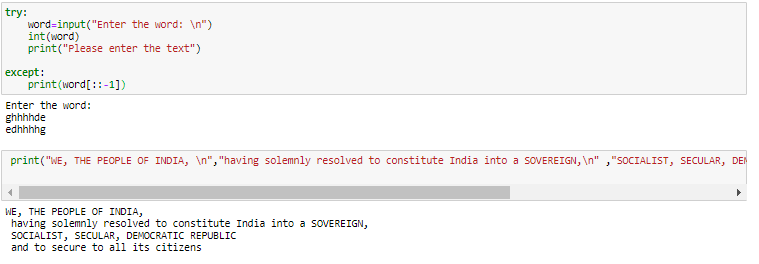 try:
    word=input("Enter the word: \n")
    int(word)
    print("Please enter the text")
except:
    print(word[::-1])
Enter the word:
ghhhhde
edhhhhg
print("WE, THE PEOPLE OF INDIA, \n","having solemnly resolved to constitute India into a SOVEREIGN,\n" ,"SOCIALIST, SECULAR,
WE, THE PEOPLE OF INDIA,
 having solemnly resolved to constitute India into a SOVEREIGN,
 SOCIALIST, SECULAR, DEMOCRATIC REPUBLIC
 and to secure to all its citizens